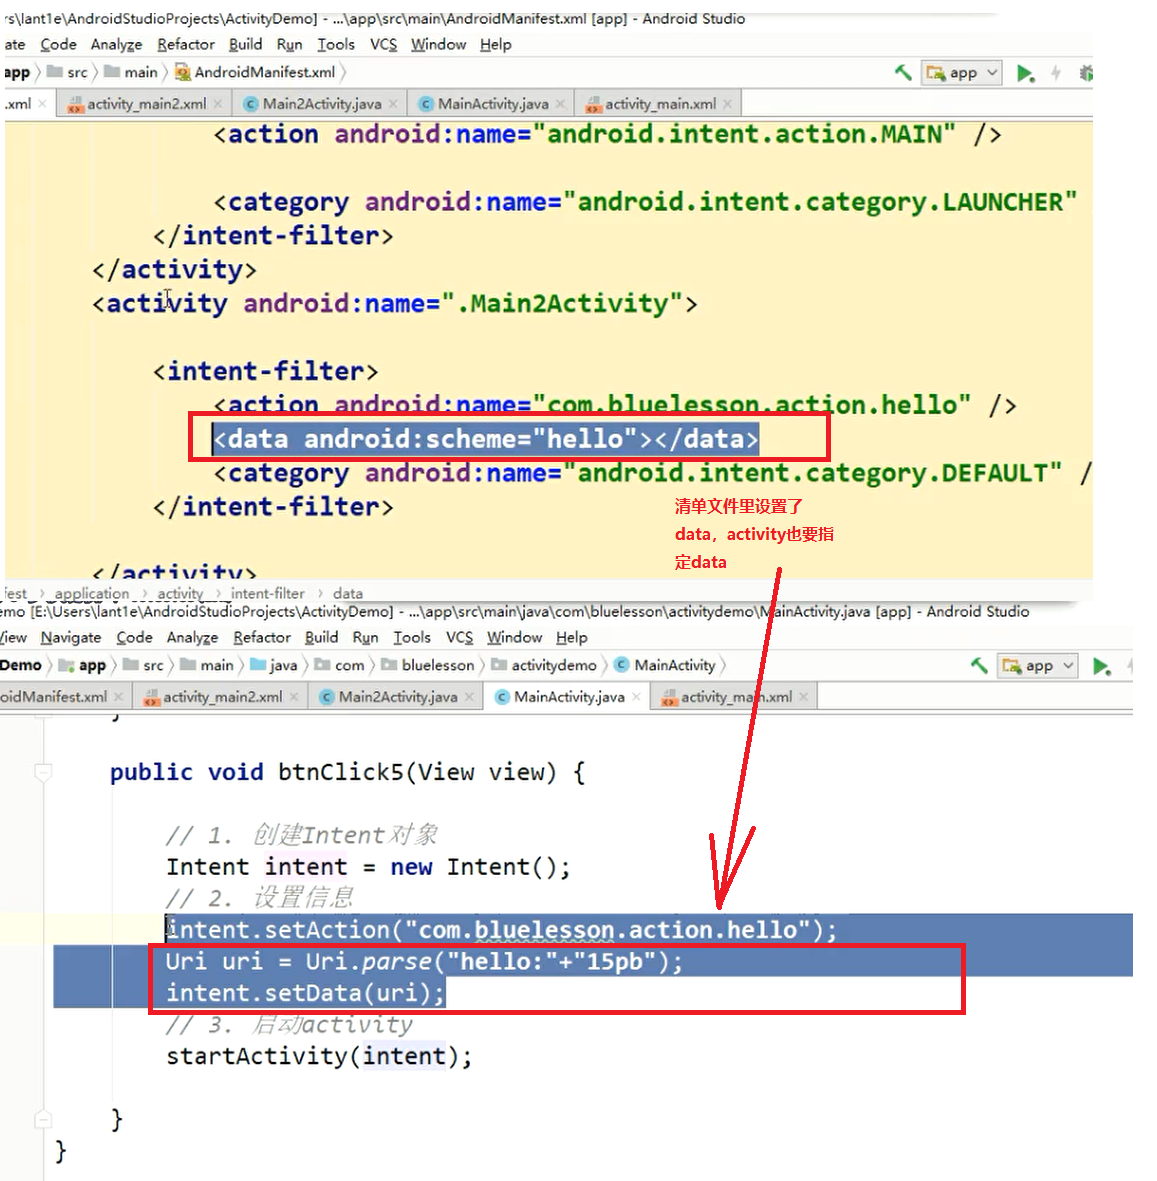 rs\lant1e\AndroidStudioProjects\ActivityDemo] - ...\app\src\main\AndroidManifest.xml [app] - Android Studio
ate Code Analyze Refactor Build Run Tools VCS Window Help
app src main AndroidManifest.xml app
.xml activity_main2.xml Main2Activity.java MainActivity.java activity_main.xml
<action android:name="android.intent.action.MAIN" />
<category android:name="android.intent.category.LAUNCHER"
</intent-filter>
</activity>
<activity android:name=".Main2Activity">
<intent-filter>
<action android:name="com.bluelesson.action.hello" />
<data android:scheme="hello"></data>
<category android:name="android.intent.category.DEFAULT" /
</intent-filter>
清单文件里设置了
data，activity也要指
定data
</activity>
fest application activity intent-filter data
emo [E:\Users\lant1e\AndroidStudioProjects\ActivityDemo] - ...\app\src\main\java\com\bluelesson\activitydemo\MainActivity.java [app] - Android Studio
View Navigate Code Analyze Refactor Build Run Tools VCS Window Help
Demo app src main java com bluelesson activitydemo MainActivity app
oidManifest.xml activity_main2.xml Main2Activity.java MainActivity.java activity_main.xml
}
public void btnClick5(View view) {
// 1. 创建Intent对象
Intent intent = new Intent();
// 2. 设置信息
intent.setAction("com.bluelesson.action.hello");
Uri uri = Uri.parse("hello:"+"15pb");
intent.setData(uri);
// 3. 启动activity
startActivity(intent);
}
}